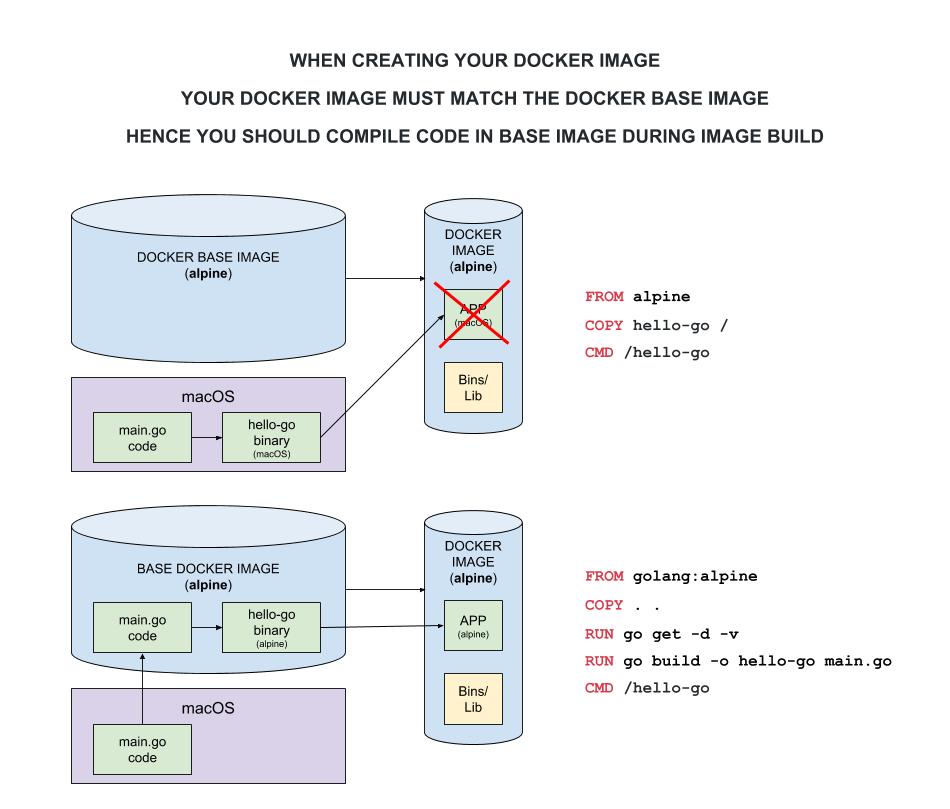 WHEN CREATING YOUR DOCKER IMAGE
YOUR DOCKER IMAGE MUST MATCH THE DOCKER BASE IMAGE
HENCE YOU SHOULD COMPILE CODE IN BASE IMAGE DURING IMAGE BUILD
DOCKER BASE IMAGE
(alpine)
DOCKER
IMAGE
(alpine)
APP
(macOS)
Bins/
Lib
FROM alpine
COPY hello-go /
CMD /hello-go
macOS
main.go
code
hello-go
binary
(macOS)
BASE DOCKER IMAGE
(alpine)
main.go
code
hello-go
binary
(alpine)
DOCKER
IMAGE
(alpine)
APP
(alpine)
Bins/
Lib
FROM golang:alpine
COPY . .
RUN go get -d -v
RUN go build -o hello-go main.go
CMD /hello-go
macOS
main.go
code